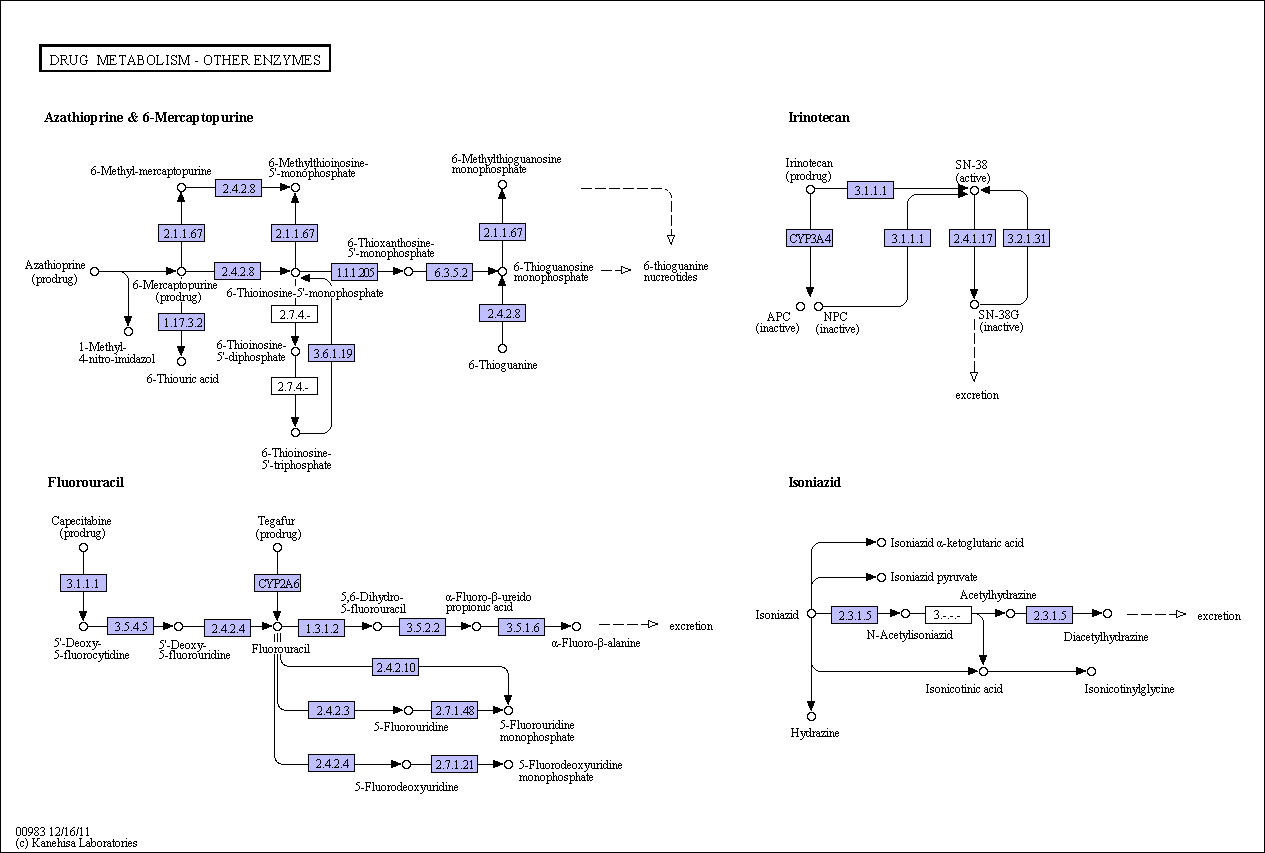 DRUG METABOLISM - OTHER ENZYMES
Azathioprine & 6-Mercaptopurine
6-Methyl-mercaptopurine
2.4.2.8
6-Methylthioinosine-
5'-monophosphate
6-Methylthioguanosine
monophosphate
2.1.1.67
2.1.1.67
2.1.1.67
6-Thioxanthosine-
5'-monophosphate
Azathioprine
(prodrug)
2.4.2.8
1.1.1.205
6.3.5.2
6-Mercaptopurine
(prodrug)
6-Thioinosine-5'-monophosphate
6-Thioguanosine
monophosphate
6-thioguanine
nucreotides
1.17.3.2
2.7.4.-
2.4.2.8
1-Methyl-
4-nitro-imidazol
6-Thioinosine-
5'-diphosphate
3.6.1.19
6-Thioguanine
6-Thiouric acid
2.7.4.-
6-Thioinosine-
5'-triphosphate
Irinotecan
Irinotecan
(prodrug)
3.1.1.1
SN-38
(active)
CYP3A4
3.1.1.1
2.4.1.17
3.2.1.31
APC
(inactive)
NPC
(inactive)
SN-38G
(inactive)
excretion
Fluorouracil
Capecitabine
(prodrug)
Tegafur
(prodrug)
3.1.1.1
CYP2A6
5,6-Dihydro-
5-fluorouracil
α-Fluoro-β-ureido
propionic acid
3.5.4.5
2.4.2.4
1.3.1.2
3.5.2.2
3.5.1.6
excretion
5'-Deoxy-
5-fluorocytidine
5'-Deoxy-
5-fluorouridine
Fluorouracil
α-Fluoro-β-alanine
2.4.2.10
2.4.2.3
2.7.1.48
5-Fluorouridine
5-Fluorouridine
monophosphate
2.4.2.4
2.7.1.21
5-Fluorodeoxyuridine
5-Fluorodeoxyuridine
monophosphate
Isoniazid
Isoniazid α-ketoglutaric acid
Isoniazid pyruvate
Acetylhydrazine
Isoniazid
2.3.1.5
3.-.-.-
2.3.1.5
excretion
N-Acetylisoniazid
Diacetylhydrazine
Isonicotinic acid
Isonicotinylglycine
Hydrazine
00983 12/16/11
(c) Kanehisa Laboratories